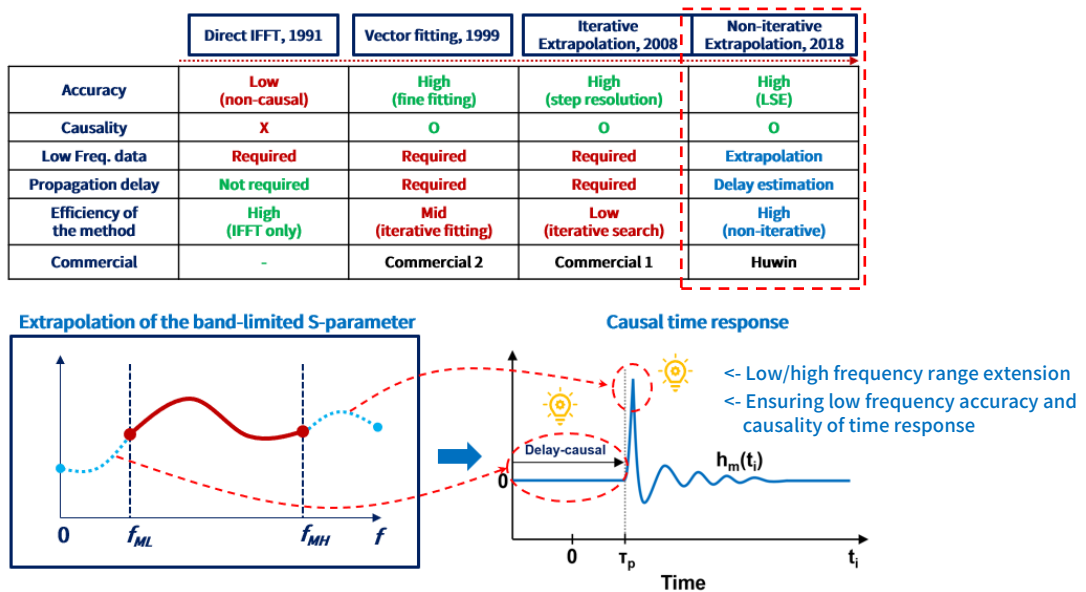 Direct IFFT, 1991
Vector fitting, 1999
Iterative
Extrapolation, 2008
Non-iterative
Extrapolation, 2018
Accuracy
Low
(non-causal)
High
(fine fitting)
High
(step resolution)
High
(LSE)
Causality
X
O
O
O
Low Freq. data
Required
Required
Required
Extrapolation
Propagation delay
Not required
Required
Required
Delay estimation
Efficiency of
the method
High
(IFFT only)
Mid
(iterative fitting)
Low
(iterative search)
High
(non-iterative)
Commercial
-
Commercial 2
Commercial 1
Huwin
Extrapolation of the band-limited S-parameter
0
f_ML
f_MH
f
Causal time response
<- Low/high frequency range extension
<- Ensuring low frequency accuracy and
causality of time response
Delay-causal
h_m(t_i)
0
0
τ_p
t_i
Time